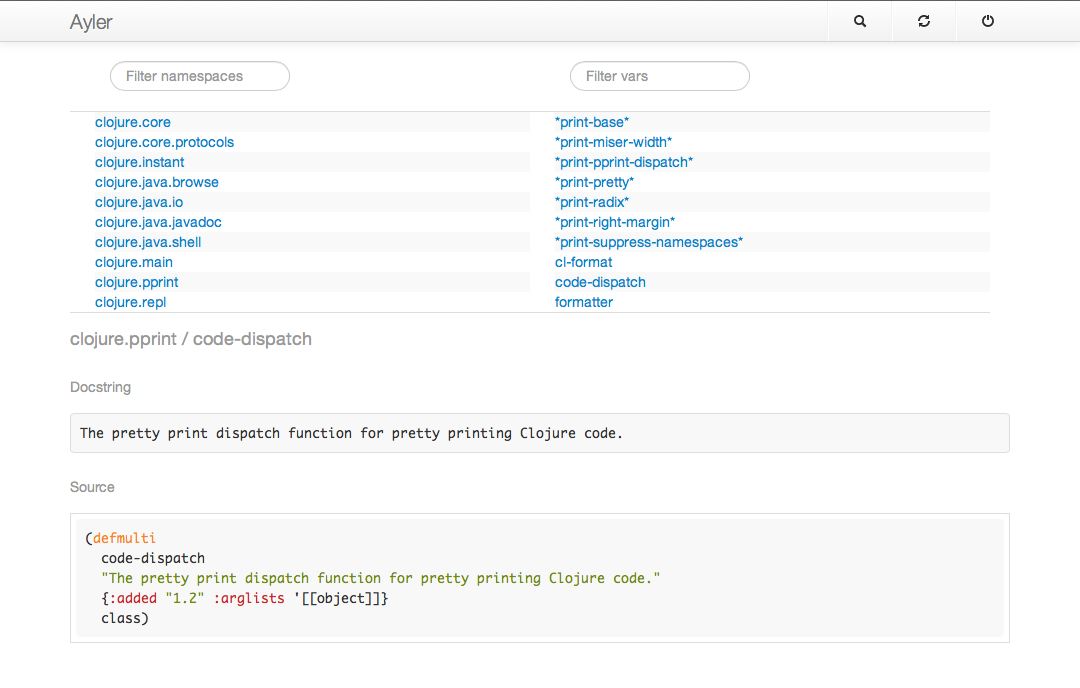 Ayler
Filter namespaces
Filter vars
clojure.core
clojure.core.protocols
clojure.instant
clojure.java.browse
clojure.java.io
clojure.java.javadoc
clojure.java.shell
clojure.main
clojure.pprint
clojure.repl
*print-base*
*print-miser-width*
*print-pprint-dispatch*
*print-pretty*
*print-radix*
*print-right-margin*
*print-suppress-namespaces*
cl-format
code-dispatch
formatter
clojure.pprint / code-dispatch
Docstring
The pretty print dispatch function for pretty printing Clojure code.
Source
(defmulti
  code-dispatch
  "The pretty print dispatch function for pretty printing Clojure code."
  {:added "1.2" :arglists '[[object]]}
  class)